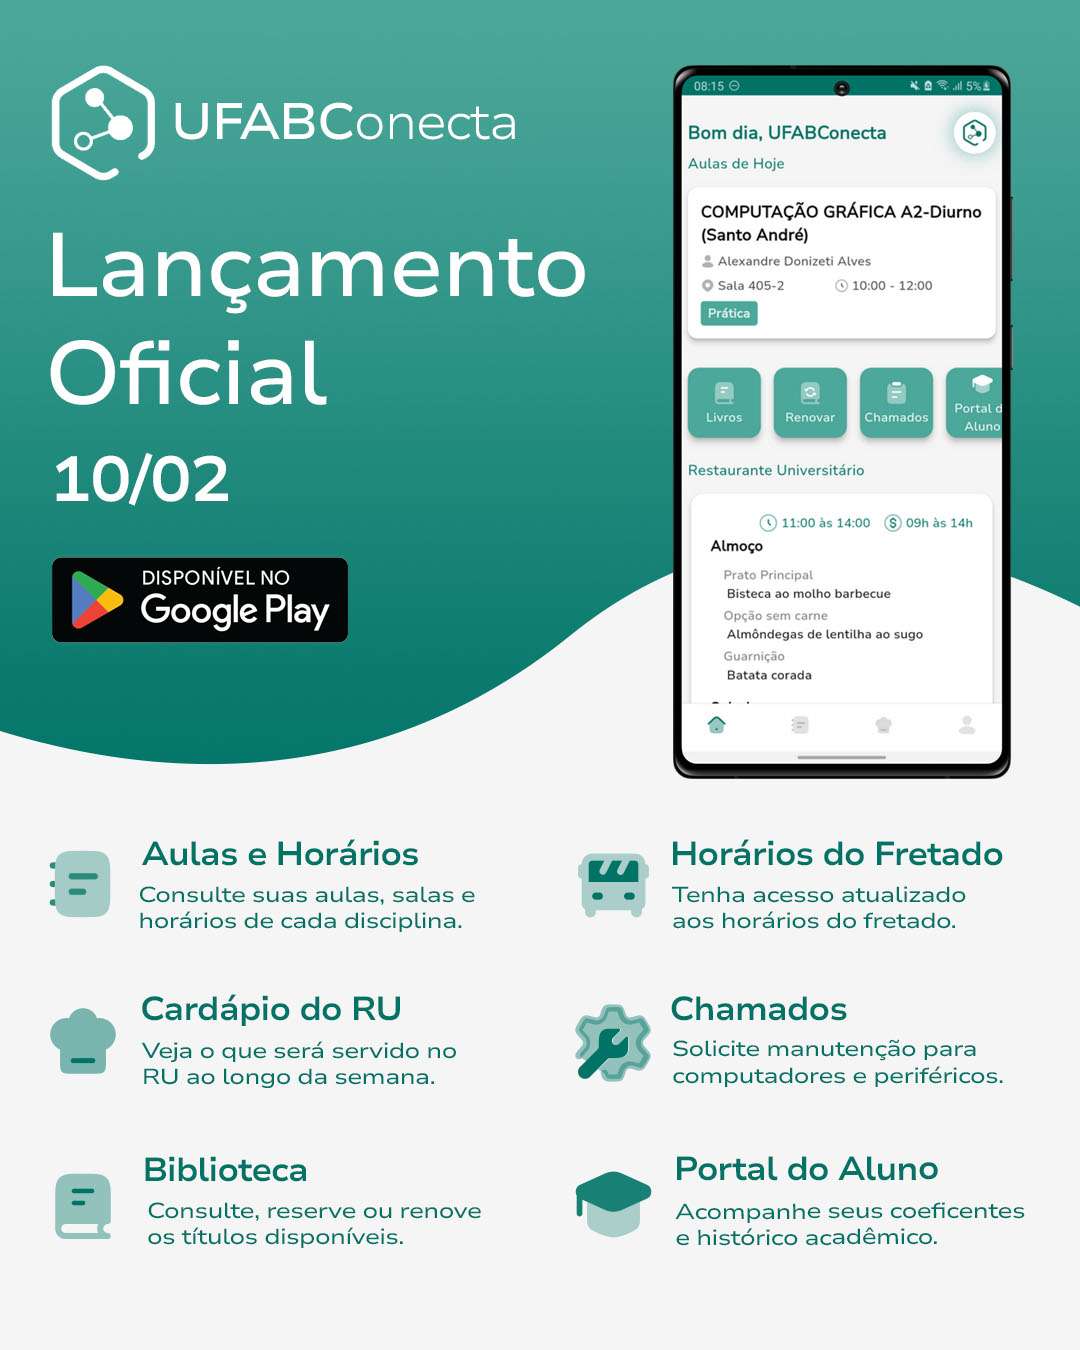 UFABConecta
Lançamento
Oficial
10/02
DISPONÍVEL NO
Google Play
08:15
5%
Bom dia, UFABConecta
Aulas de Hoje
COMPUTAÇÃO GRÁFICA A2-Diurno
(Santo André)
Alexandre Donizeti Alves
Sala 405-2 10:00 - 12:00
Prática
Livros
Renovar
Chamados
Portal d
Aluno
Restaurante Universitário
11:00 às 14:00 09h às 14h
Almoço
Prato Principal
Bisteca ao molho barbecue
Opção sem carne
Almôndegas de lentilha ao sugo
Guarnição
Batata corada
Aulas e Horários
Consulte suas aulas, salas e
horários de cada disciplina.
Horários do Fretado
Tenha acesso atualizado
aos horários do fretado.
Cardápio do RU
Veja o que será servido no
RU ao longo da semana.
Chamados
Solicite manutenção para
computadores e periféricos.
Biblioteca
Consulte, reserve ou renove
os títulos disponíveis.
Portal do Aluno
Acompanhe seus coeficentes
e histórico acadêmico.